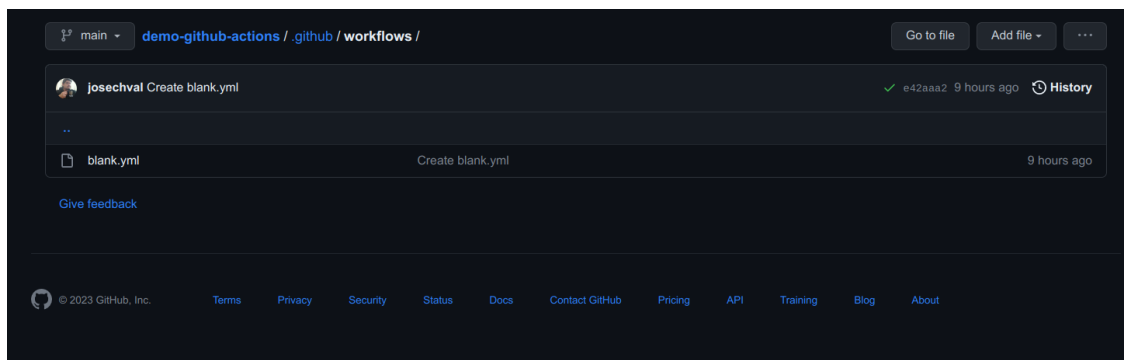 main demo-github-actions / .github / workflows / Go to file Add file ...
josechval Create blank.yml e42aaa2 9 hours ago History
..
blank.yml Create blank.yml 9 hours ago
Give feedback
© 2023 GitHub, Inc. Terms Privacy Security Status Docs Contact GitHub Pricing API Training Blog About